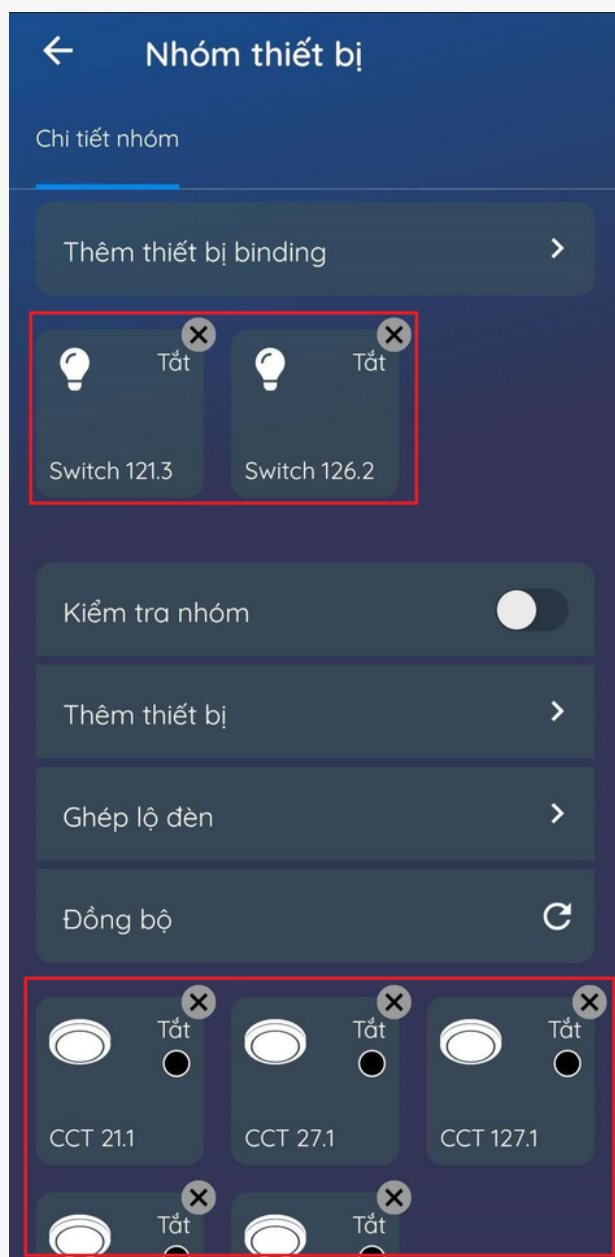 Nhóm thiết bị
Chi tiết nhóm
Thêm thiết bị binding
Tắt Tắt
Switch 121.3 Switch 126.2
Kiểm tra nhóm
Thêm thiết bị
Ghép lộ đèn
Đồng bộ
Tắt Tắt Tắt
CCT 21.1 CCT 27.1 CCT 127.1
Tắt Tắt